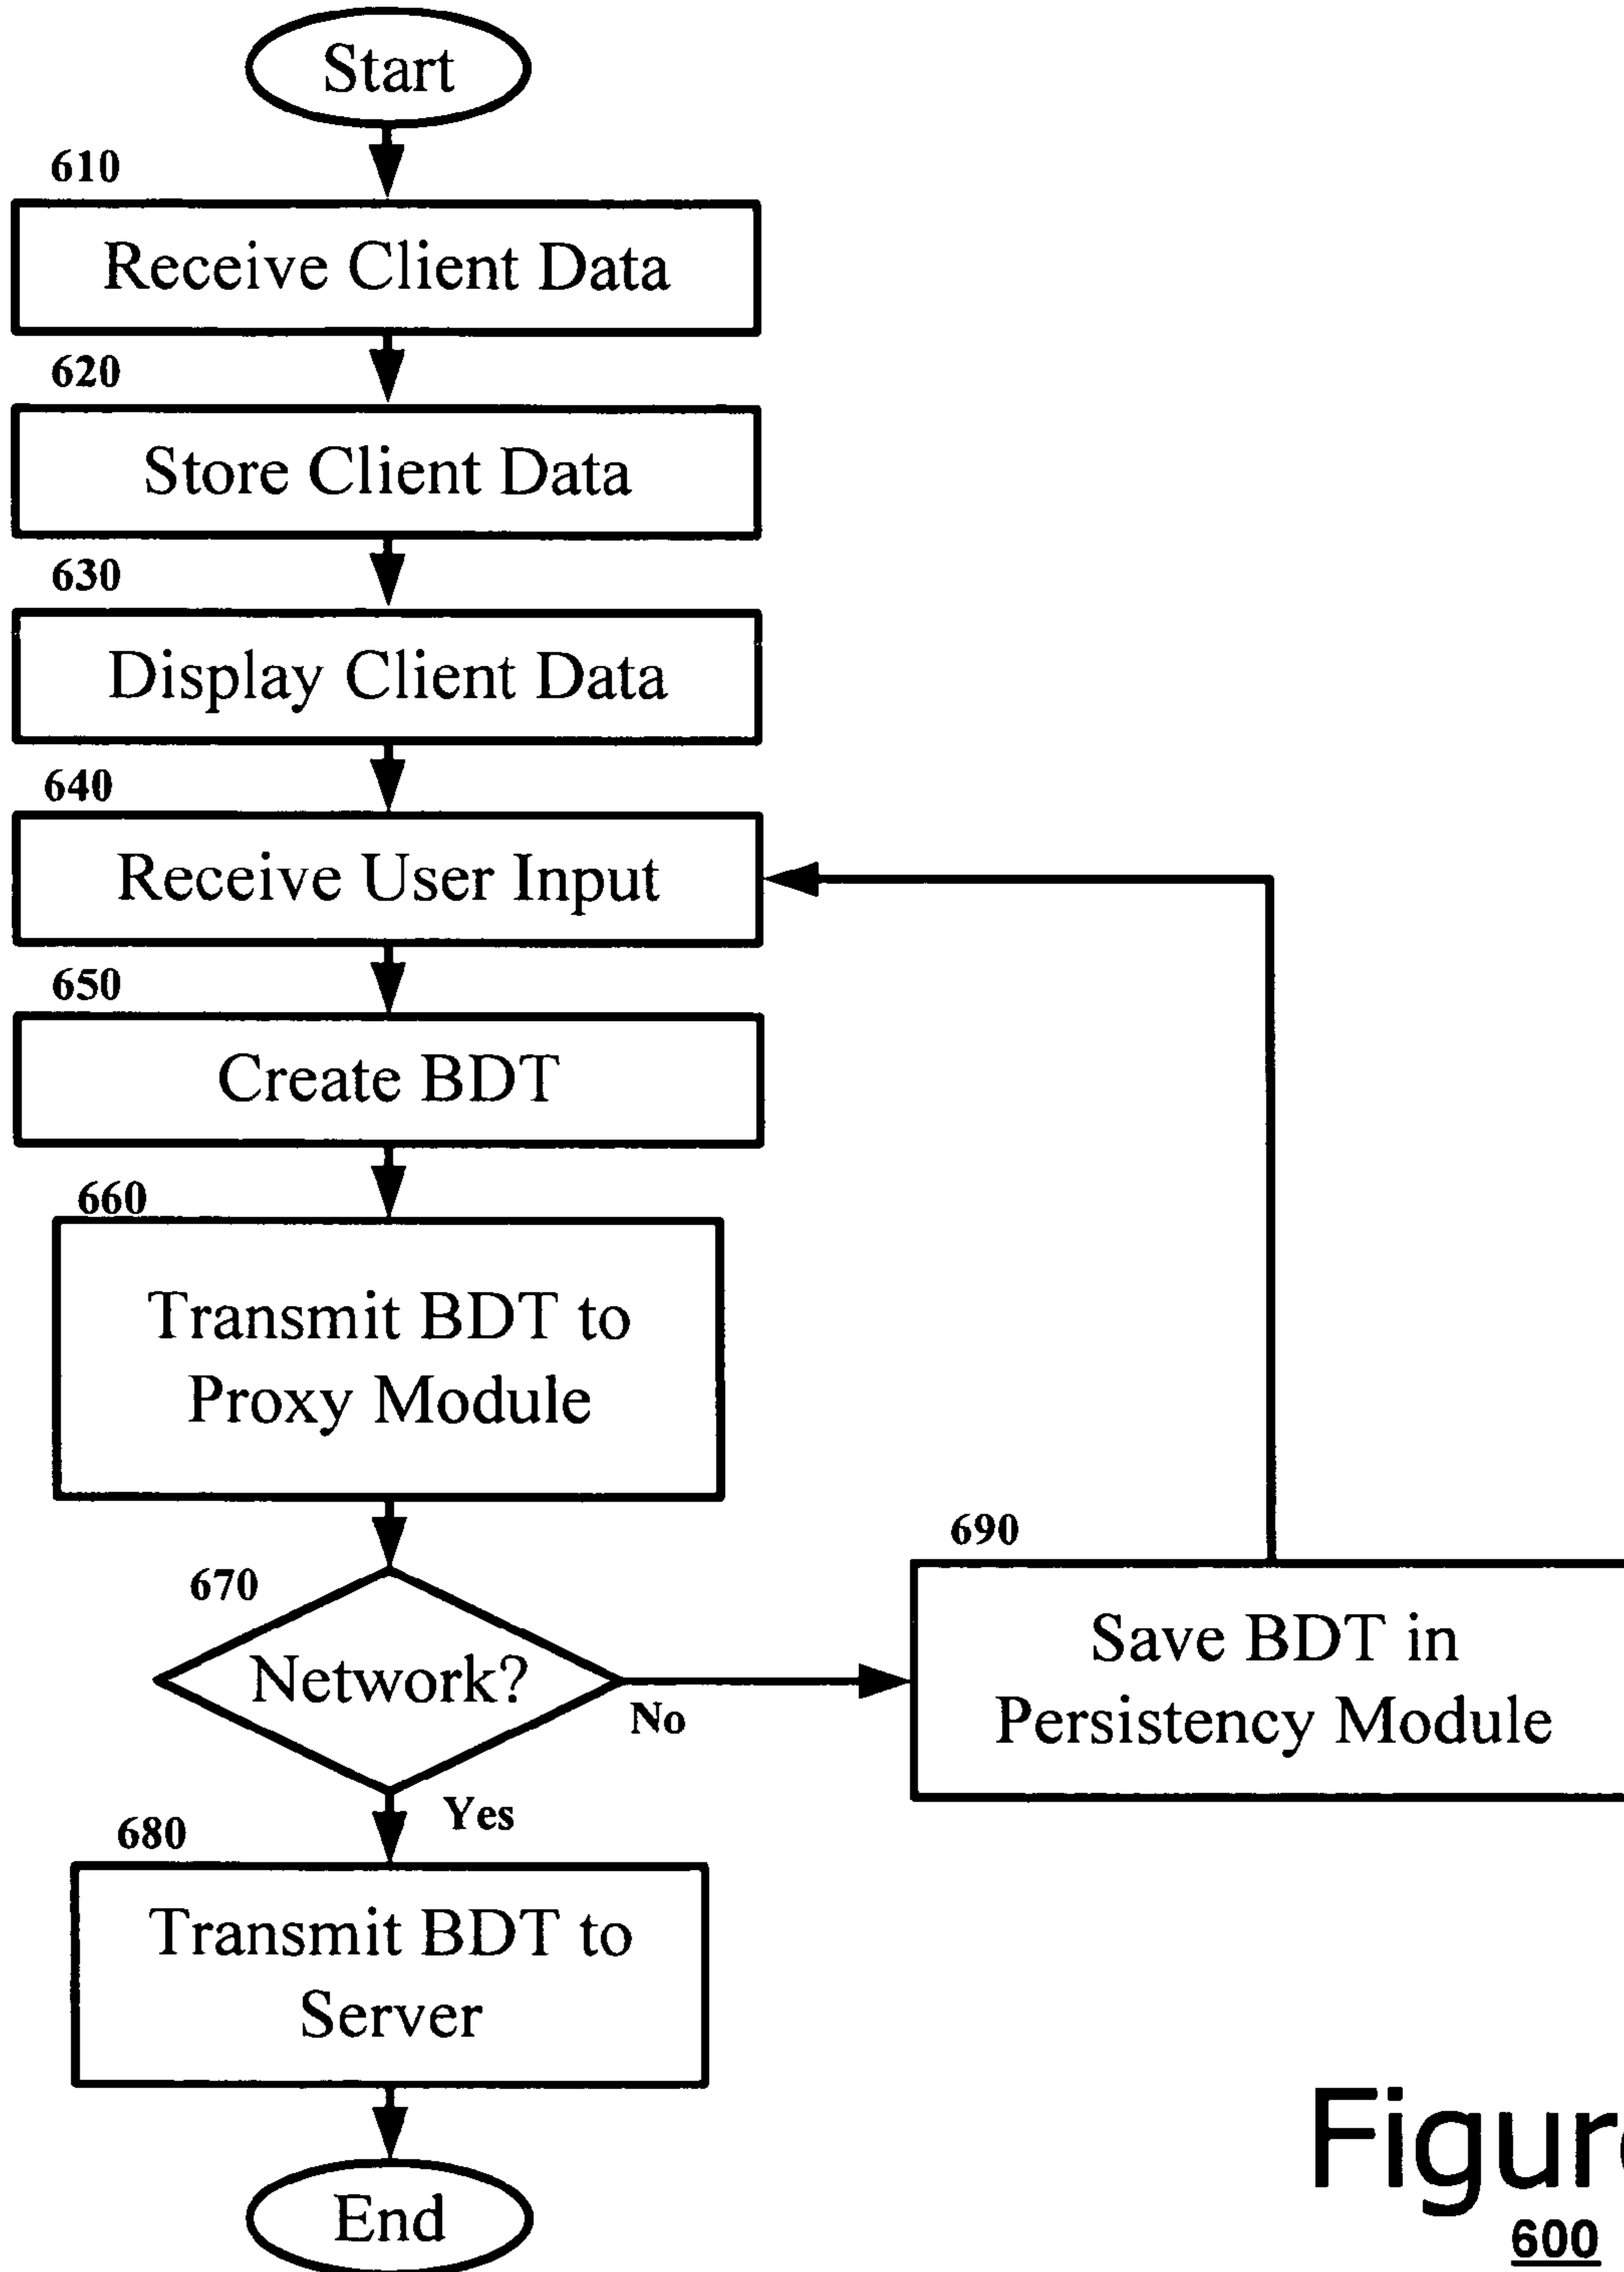 Start
610
Receive Client Data
620
Store Client Data
630
Display Client Data
640
Receive User Input
650
Create BDT
660
Transmit BDT to
Proxy Module
670
Network?
No
Yes
690
Save BDT in
Persistency Module
680
Transmit BDT to
Server
End
Figure
600